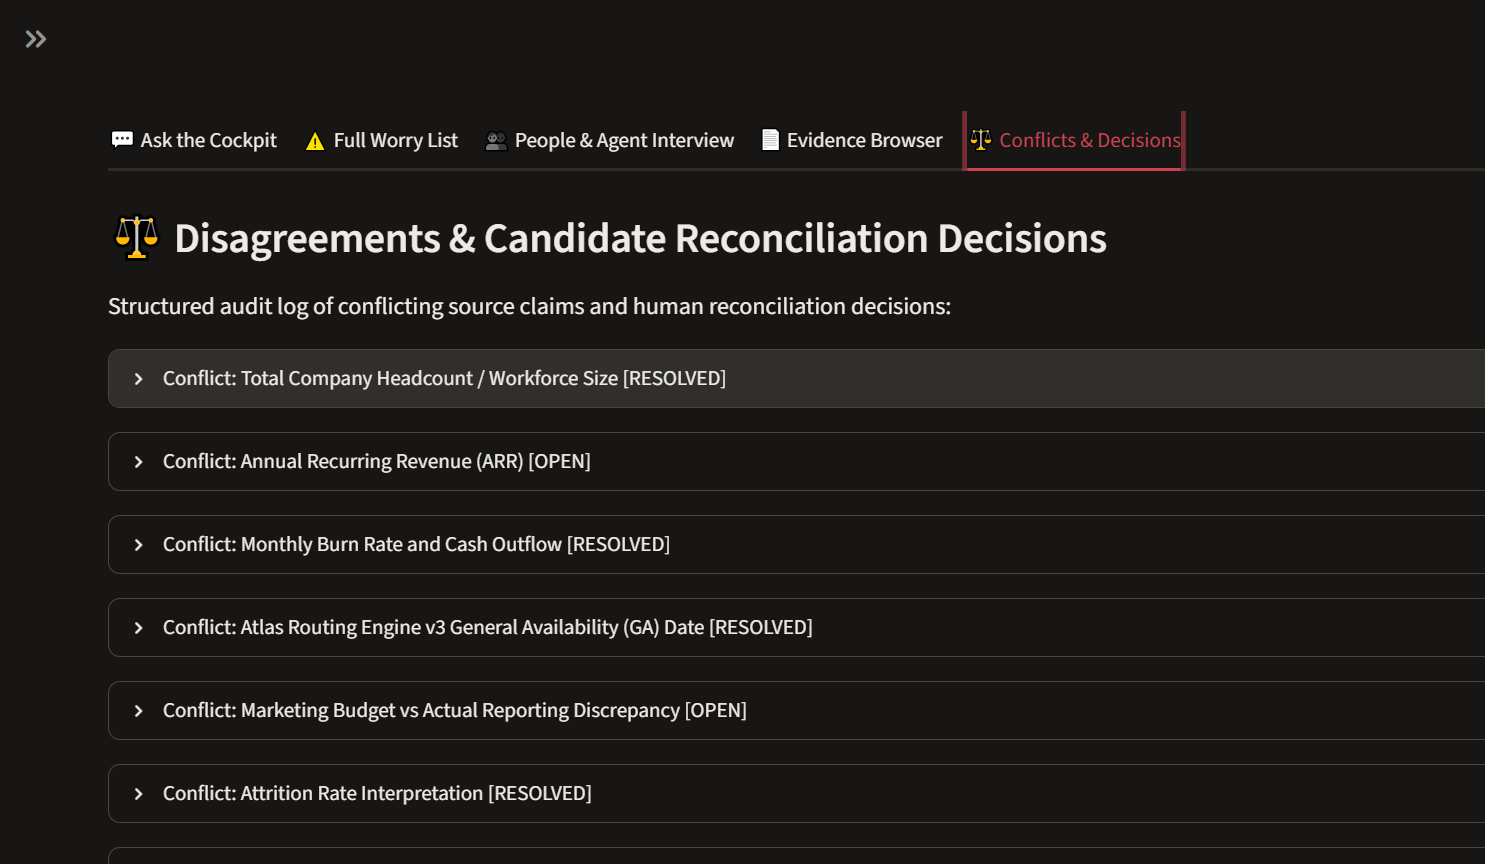 Ask the Cockpit
Full Worry List
People & Agent Interview
Evidence Browser
Conflicts & Decisions
Disagreements & Candidate Reconciliation Decisions
Structured audit log of conflicting source claims and human reconciliation decisions:
Conflict: Total Company Headcount / Workforce Size [RESOLVED]
Conflict: Annual Recurring Revenue (ARR) [OPEN]
Conflict: Monthly Burn Rate and Cash Outflow [RESOLVED]
Conflict: Atlas Routing Engine v3 General Availability (GA) Date [RESOLVED]
Conflict: Marketing Budget vs Actual Reporting Discrepancy [OPEN]
Conflict: Attrition Rate Interpretation [RESOLVED]